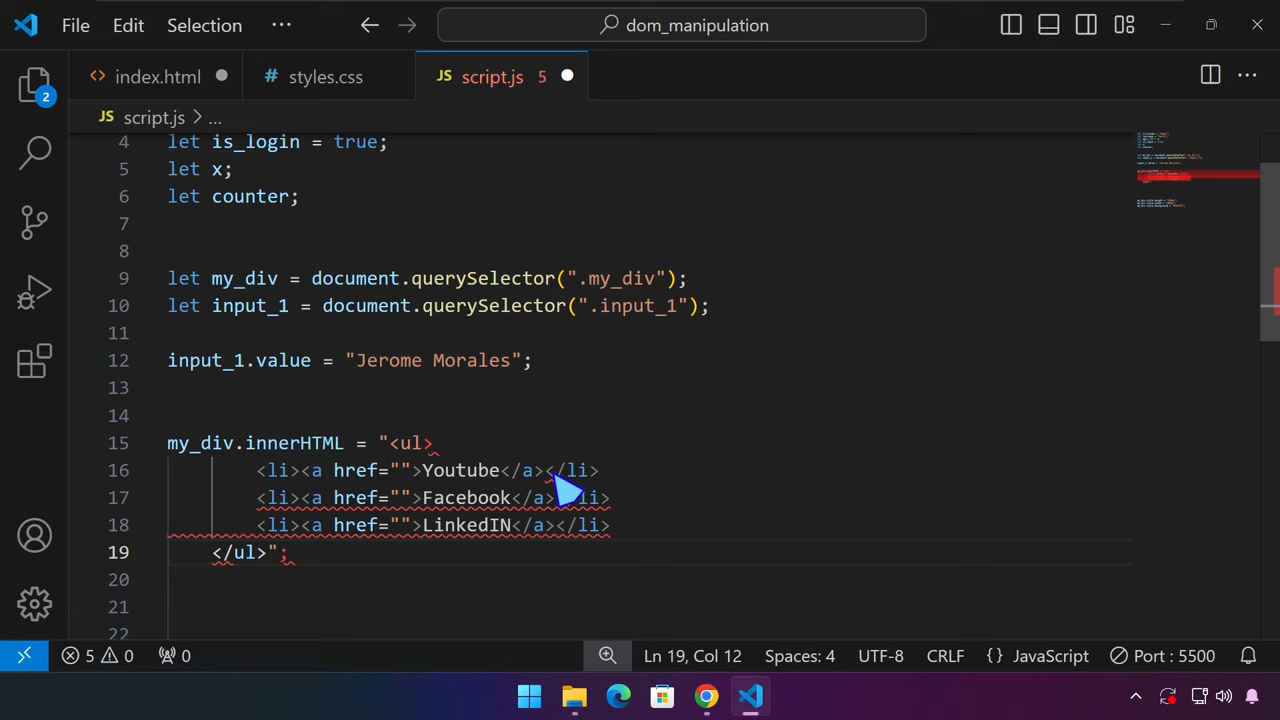 File Edit Selection ··· dom_manipulation
index.html # styles.css JS script.js 5
JS script.js > ...
2
4 let is_login = true;
5 let x;
6 let counter;
7
8
9 let my_div = document.querySelector(".my_div");
10 let input_1 = document.querySelector(".input_1");
11
12 input_1.value = "Jerome Morales";
13
14
15 my_div.innerHTML = "<ul>
16 <li><a href="">Youtube</a></li>
17 <li><a href="">Facebook</a></li>
18 <li><a href="">LinkedIN</a></li>
19 </ul>";
20
21
22
5 0 0 Ln 19, Col 12 Spaces: 4 UTF-8 CRLF {} JavaScript Port : 5500